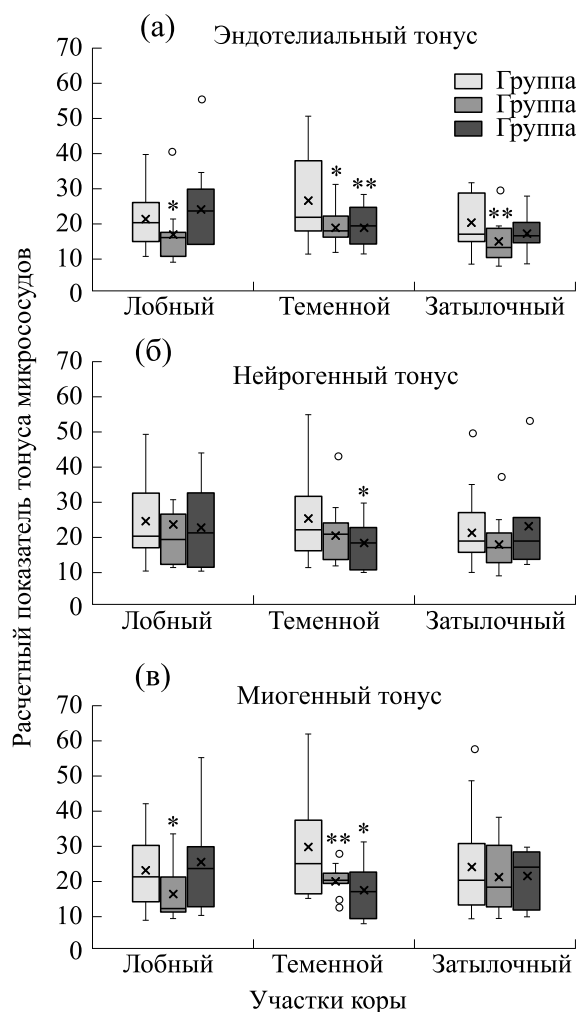 (а)
Эндотелиальный тонус
70
60
50
40
30
20
10
0
Группа
Группа
Группа
*
*
**
**
Лобный
Теменной
Затылочный
(б)
Нейрогенный тонус
70
60
50
40
30
20
10
0
*
Лобный
Теменной
Затылочный
(в)
Миогенный тонус
70
60
50
40
30
20
10
0
*
**
*
Лобный
Теменной
Затылочный
Участки коры
Расчетный показатель тонуса микрососудов